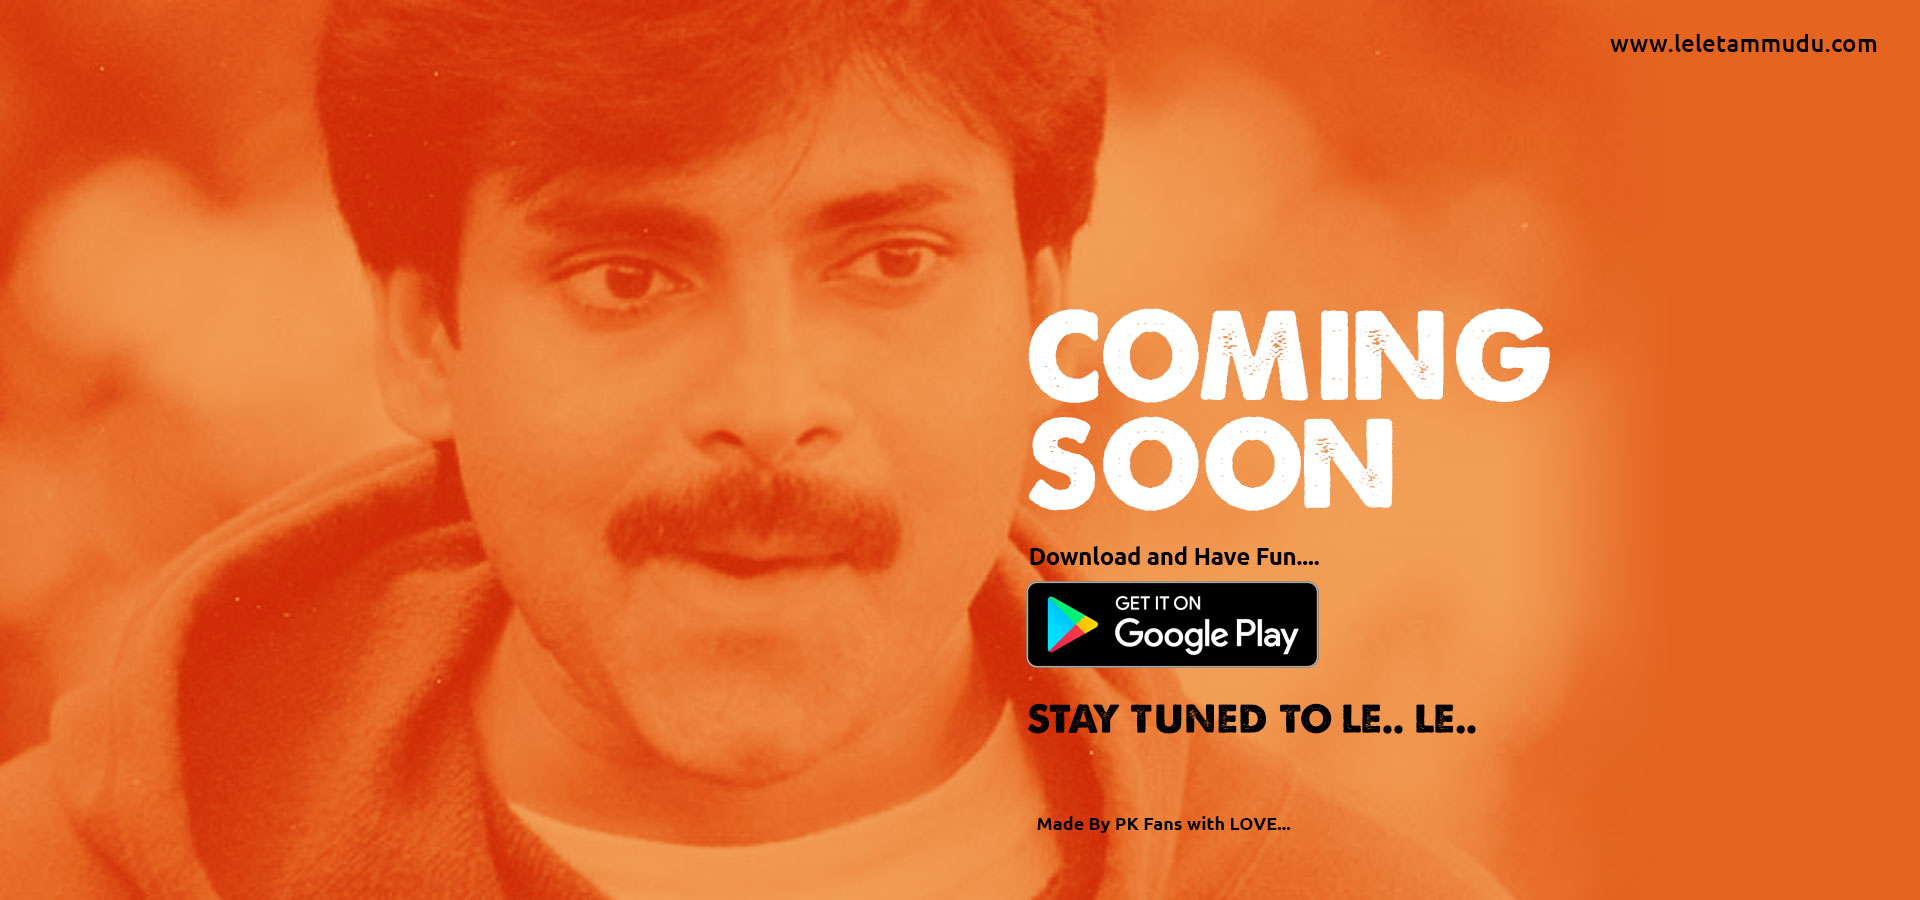 www.leletammudu.com
COMING
SOON
Download and Have Fun....
GET IT ON
Google Play
STAY TUNED TO LE.. LE..
Made By PK Fans with LOVE...